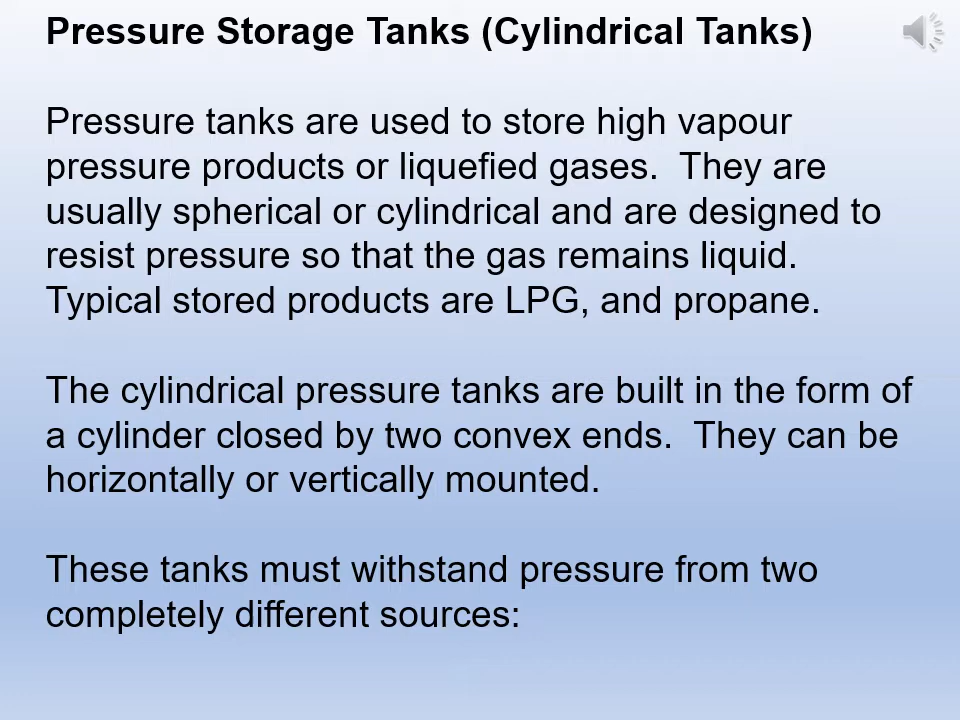 Pressure Storage Tanks (Cylindrical Tanks)
Pressure tanks are used to store high vapour
pressure products or liquefied gases.  They are
usually spherical or cylindrical and are designed to
resist pressure so that the gas remains liquid.
Typical stored products are LPG, and propane.
The cylindrical pressure tanks are built in the form of
a cylinder closed by two convex ends.  They can be
horizontally or vertically mounted.
These tanks must withstand pressure from two
completely different sources: